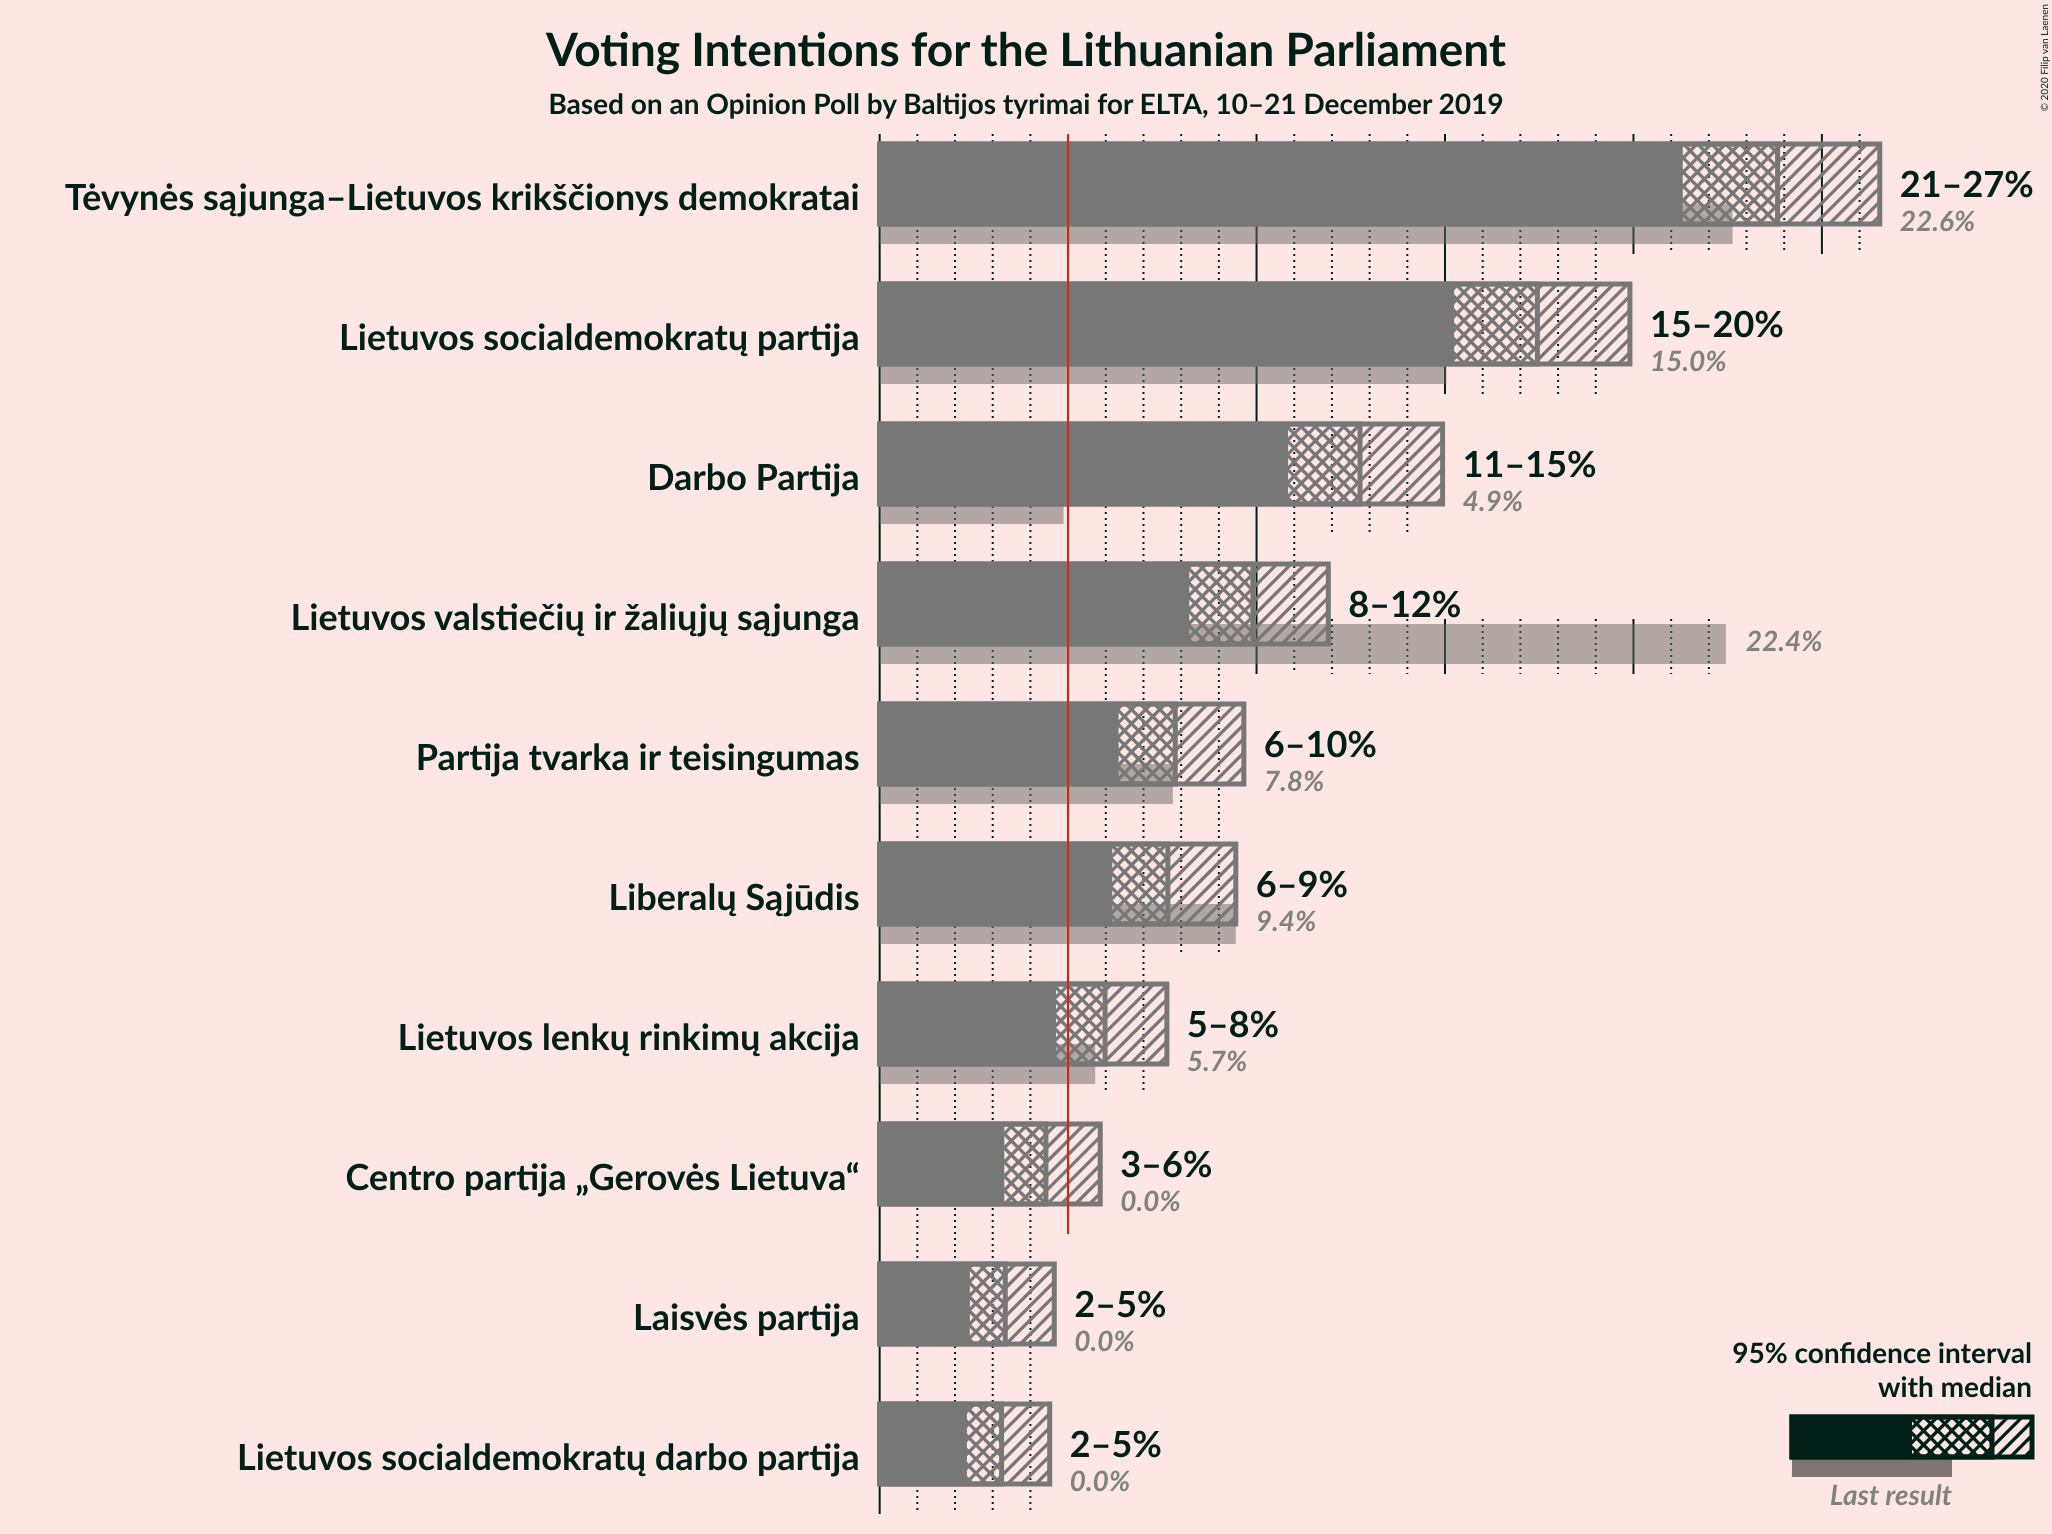 Voting Intentions for the Lithuanian Parliament
Based on an Opinion Poll by Baltijos tyrimai for ELTA, 10–21 December 2019
© 2020 Filip van Laenen
Tėvynės sąjunga–Lietuvos krikščionys demokratai
21–27%
22.6%
Lietuvos socialdemokratų partija
15–20%
15.0%
Darbo Partija
11–15%
4.9%
Lietuvos valstiečių ir žaliųjų sąjunga
8–12%
22.4%
Partija tvarka ir teisingumas
6–10%
7.8%
Liberalų Sąjūdis
6–9%
9.4%
Lietuvos lenkų rinkimų akcija
5–8%
5.7%
Centro partija „Gerovės Lietuva“
3–6%
0.0%
Laisvės partija
2–5%
0.0%
Lietuvos socialdemokratų darbo partija
2–5%
0.0%
95% confidence interval
with median
Last result